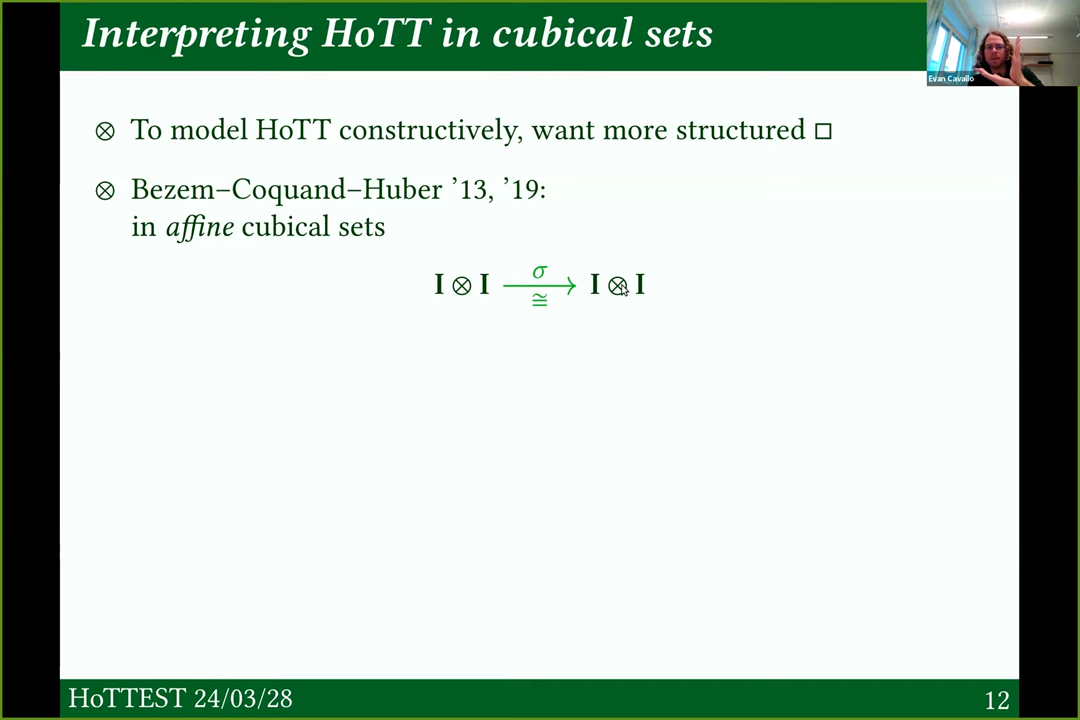 Interpreting HoTT in cubical sets
Evan Cavallo
⊗ To model HoTT constructively, want more structured □
⊗ Bezem–Coquand–Huber ’13, ’19:
in affine cubical sets
σ
I ⊗ I → I ⊗ I
≅
HoTTEST 24/03/28
12